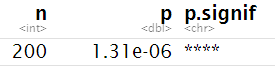 n p p.signif
<int> <dbl> <chr>
200 1.31e-06 ****